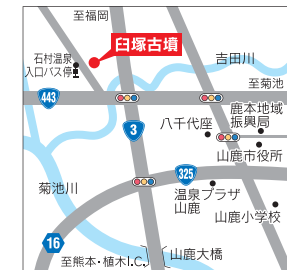 至福岡
臼塚古墳
石村温泉
入口バス停
吉田川
至菊池
443
3
八千代座
鹿本地域
振興局
山鹿市役所
325
菊池川
温泉プラザ
山鹿
山鹿小学校
16
至熊本・植木I.C.
山鹿大橋